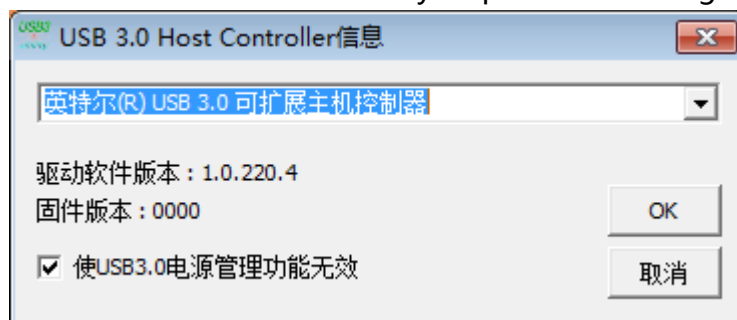 USB 3.0 Host Controller信息
英特尔(R) USB 3.0 可扩展主机控制器
驱动软件版本 : 1.0.220.4
固件版本 : 0000
OK
使USB3.0电源管理功能无效
取消